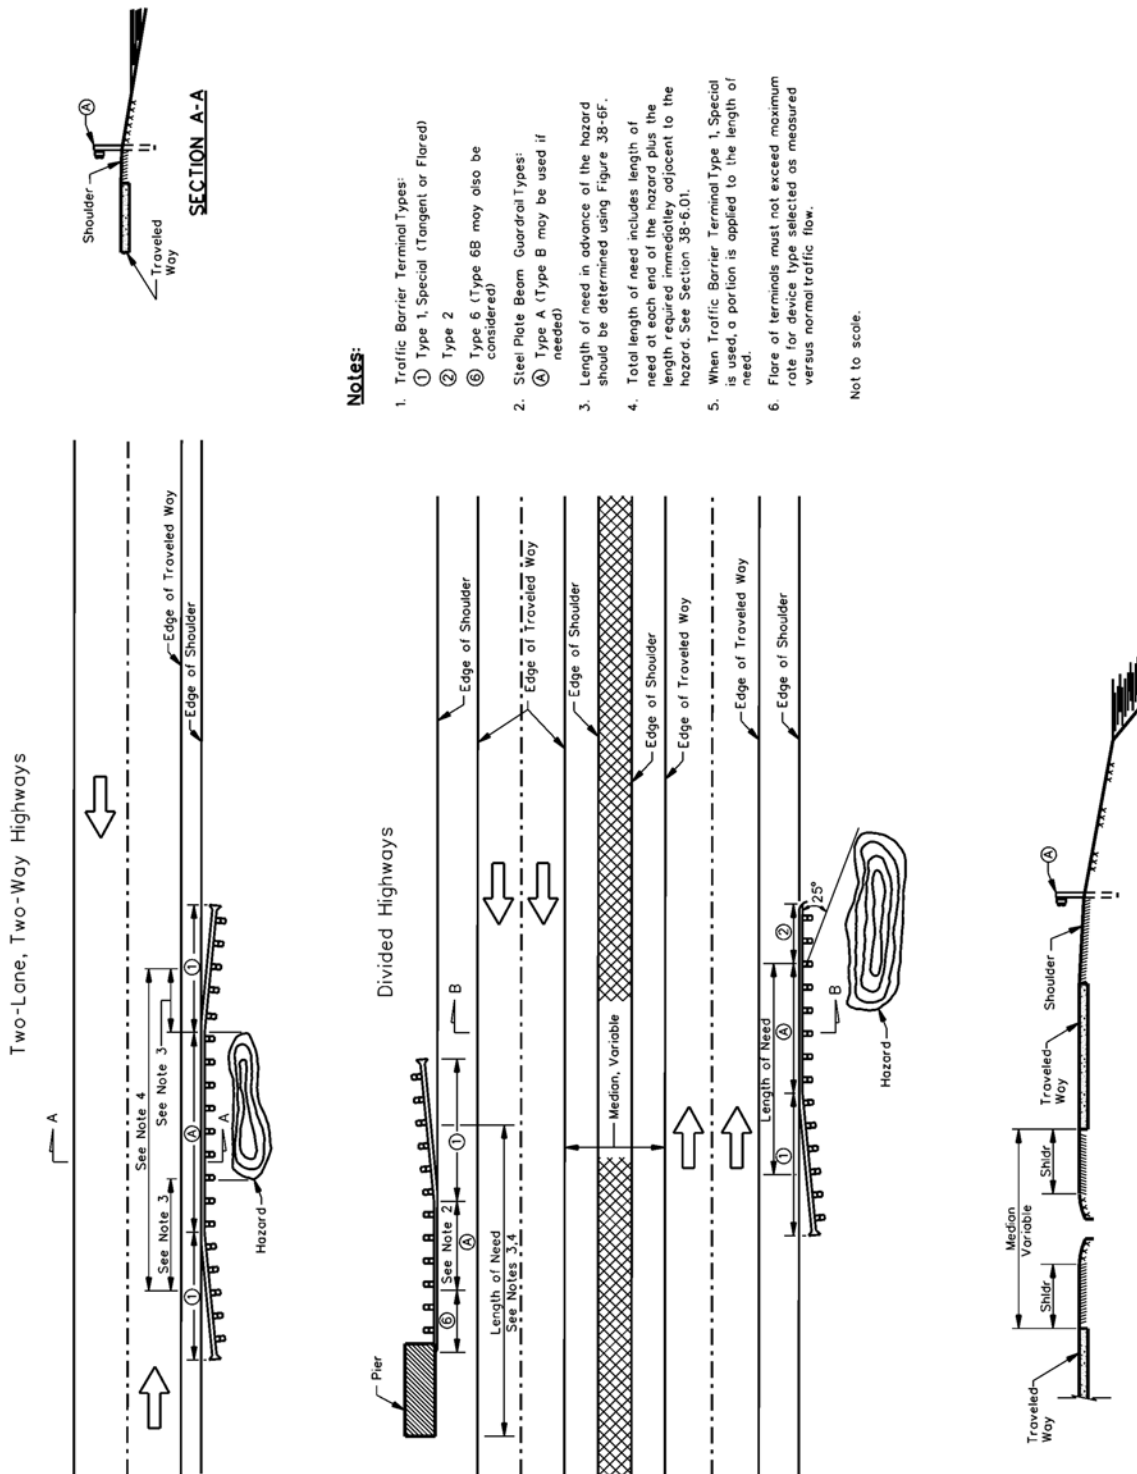 Two-Lane, Two-Way Highways
A
See Note 4
See Note 3
See Note 3
1
A
1
A
Hazard
Edge of Traveled Way
Edge of Shoulder
Shoulder
A
Traveled
Way
SECTION A-A
Divided Highways
Pier
6
See Note 2
A
1
B
Length of Need
See Notes 3,4
Edge of Shoulder
Edge of Traveled Way
Edge of Shoulder
Median, Variable
Edge of Shoulder
Edge of Traveled Way
Edge of Traveled Way
Edge of Shoulder
Length of Need
1
A
2
25°
B
Hazard
Notes:
1. Traffic Barrier Terminal Types:
1 Type 1, Special (Tangent or Flared)
2 Type 2
6 Type 6 (Type 6B may also be
considered)
2. Steel Plate Beam Guardrail Types:
A Type A (Type B may be used if
needed)
3. Length of need in advance of the hazard
should be determined using Figure 38-6F.
4. Total length of need includes length of
need at each end of the hazard plus the
length required immediatley adjacent to the
hazard. See Section 38-6.01.
5. When Traffic Barrier Terminal Type 1, Special
is used, a portion is applied to the length of
need.
6. Flare of terminals must not exceed maximum
rate for device type selected as measured
versus normal traffic flow.
Not to scale.
Traveled
Way
Shldr
Median
Variable
Shldr
Traveled
Way
Shoulder
A